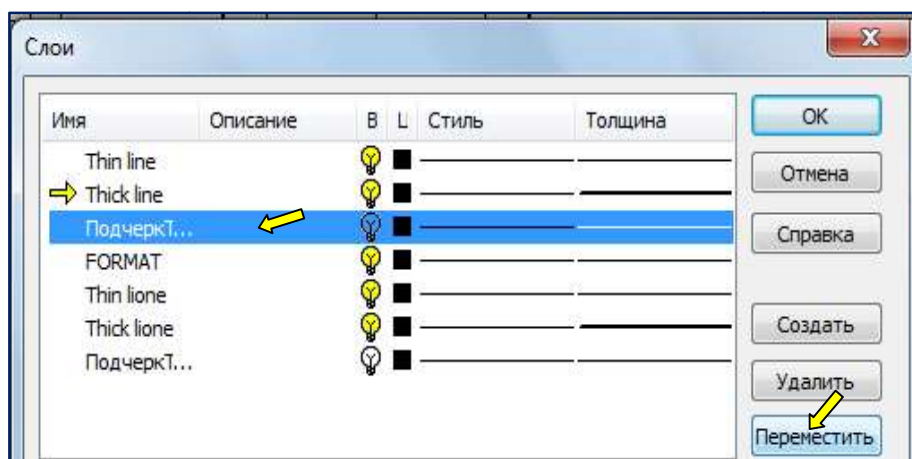 Слои
Имя Описание В Ц Стиль Толщина
Thin line
Thick line
ПодчеркТ...
FORMAT
Thin lione
Thick lione
ПодчеркТ...
OK
Отмена
Справка
Создать
Удалить
Переместить